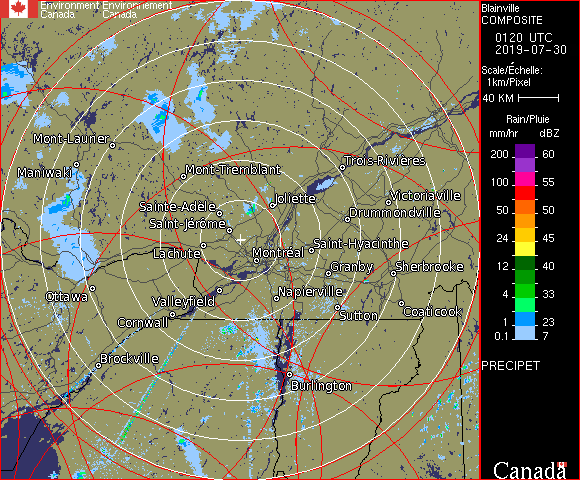 Environment Environnement
Canada Canada
Blainville
COMPOSITE
0120 UTC
2019-07-30
Scale/Échelle:
1km/Pixel
40 KM
Rain/Pluie
mm/hr dBZ
200 60
100 55
50 50
24 45
12 40
4 33
1 23
0.1 7
PRECIPET
Mont-Laurier
Maniwaki
Mont-Tremblant
Trois-Rivières
Sainte-Adèle
Joliette
Victoriaville
Saint-Jérôme
Drummondville
Lachute
Montréal
Saint-Hyacinthe
Granby
Sherbrooke
Ottawa
Valleyfield
Napierville
Cornwall
Sutton
Coaticook
Brockville
Burlington
Canada